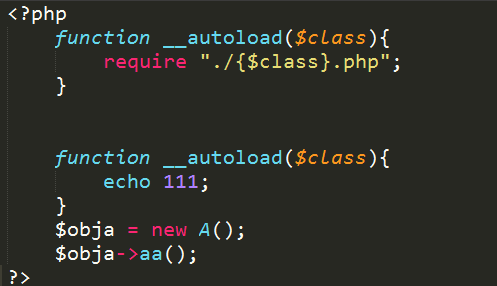 <?php
    function __autoload($class){
        require "./{$class}.php";
    }
    function __autoload($class){
        echo 111;
    }
    $obja = new A();
    $obja->aa();
?>